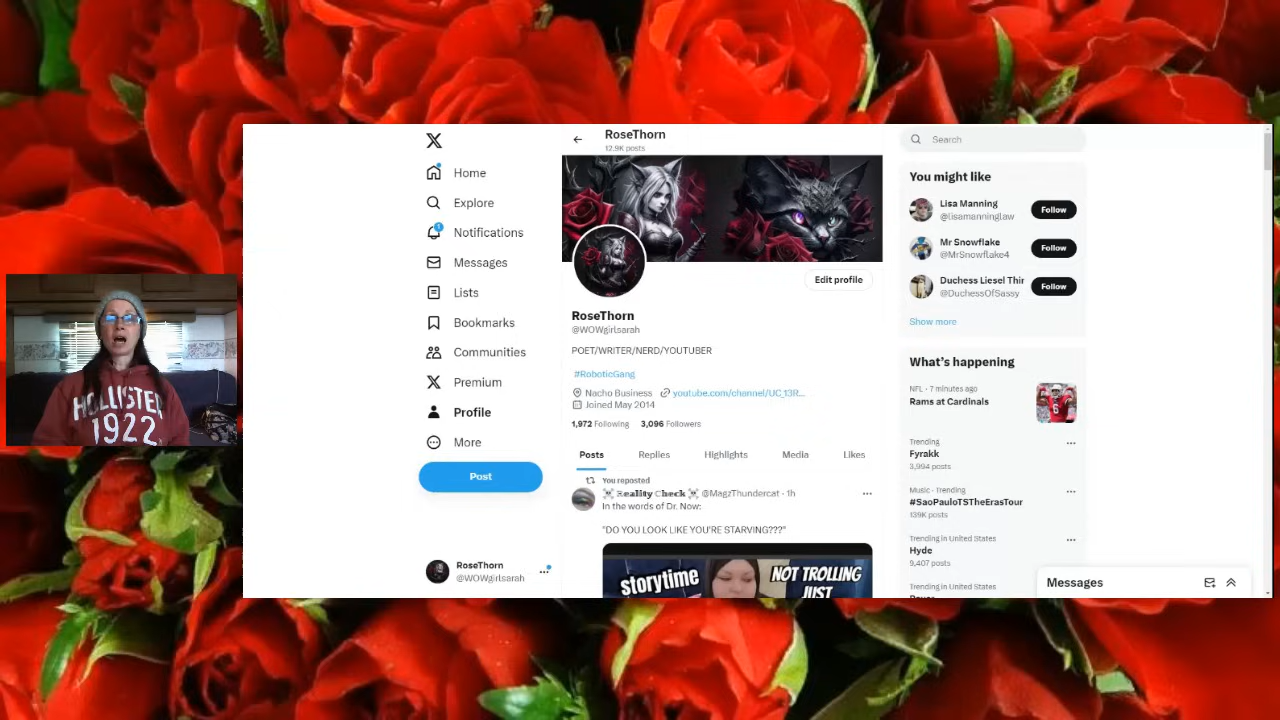 HOLLISTER
1922
X
Home
Explore
1
Notifications
Messages
Lists
Bookmarks
Communities
Premium
Profile
More
Post
RoseThorn
@WOWgirlsarah
RoseThorn
12.9K posts
Edit profile
RoseThorn
@WOWgirlsarah
POET/WRITER/NERD/YOUTUBER
#RoboticGang
Nacho Business youtube.com/channel/UC_13R...
Joined May 2014
1,972 Following 3,096 Followers
Posts Replies Highlights Media Likes
You reposted
Reality Check @MagzThundercat · 1h
In the words of Dr. Now:
"DO YOU LOOK LIKE YOU'RE STARVING???"
storytime NOT TROLLING
JUST
Search
You might like
Lisa Manning
@lisamanninglaw
Follow
Mr Snowflake
@MrSnowflake4
Follow
Duchess Liesel Thir
@DuchessOfSassy
Follow
Show more
What's happening
NFL · 7 minutes ago
Rams at Cardinals
Trending
Fyrakk
3,994 posts
Music · Trending
#SaoPauloTSTheErasTour
139K posts
Trending in United States
Hyde
9,407 posts
Trending in United States
Messages